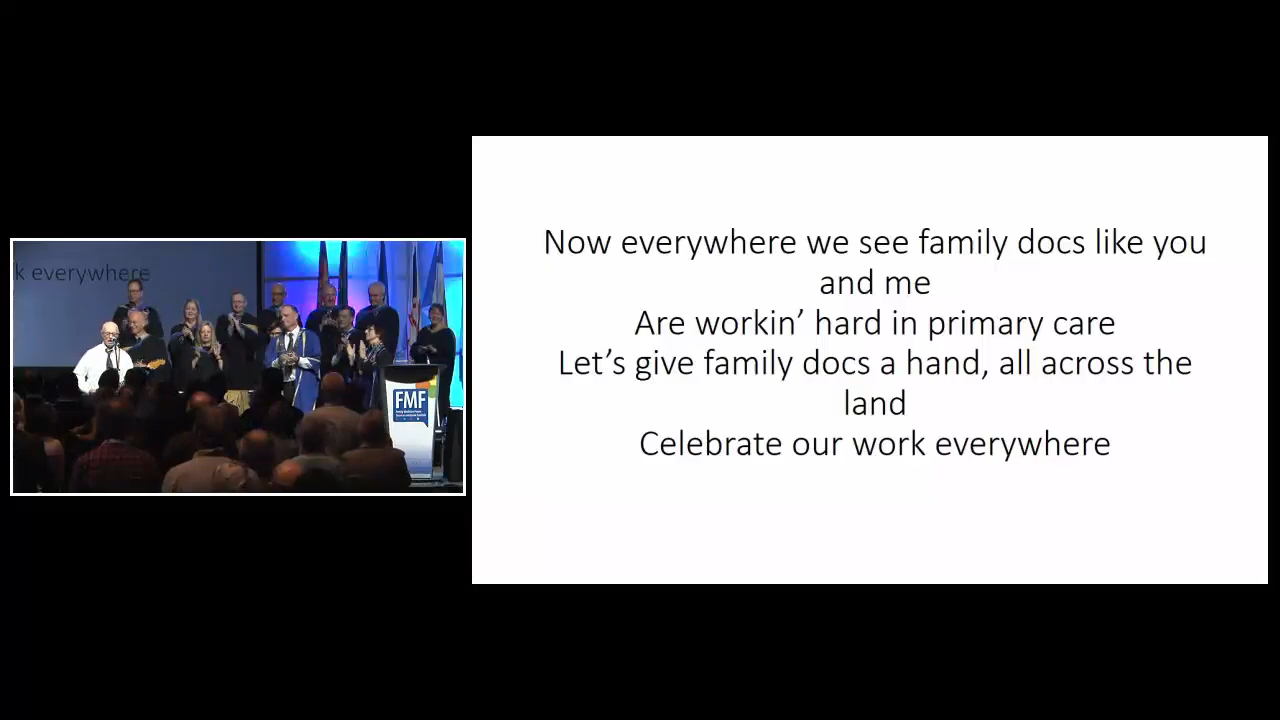 k everywhere
FMF
Now everywhere we see family docs like you
and me
Are workin’ hard in primary care
Let’s give family docs a hand, all across the
land
Celebrate our work everywhere